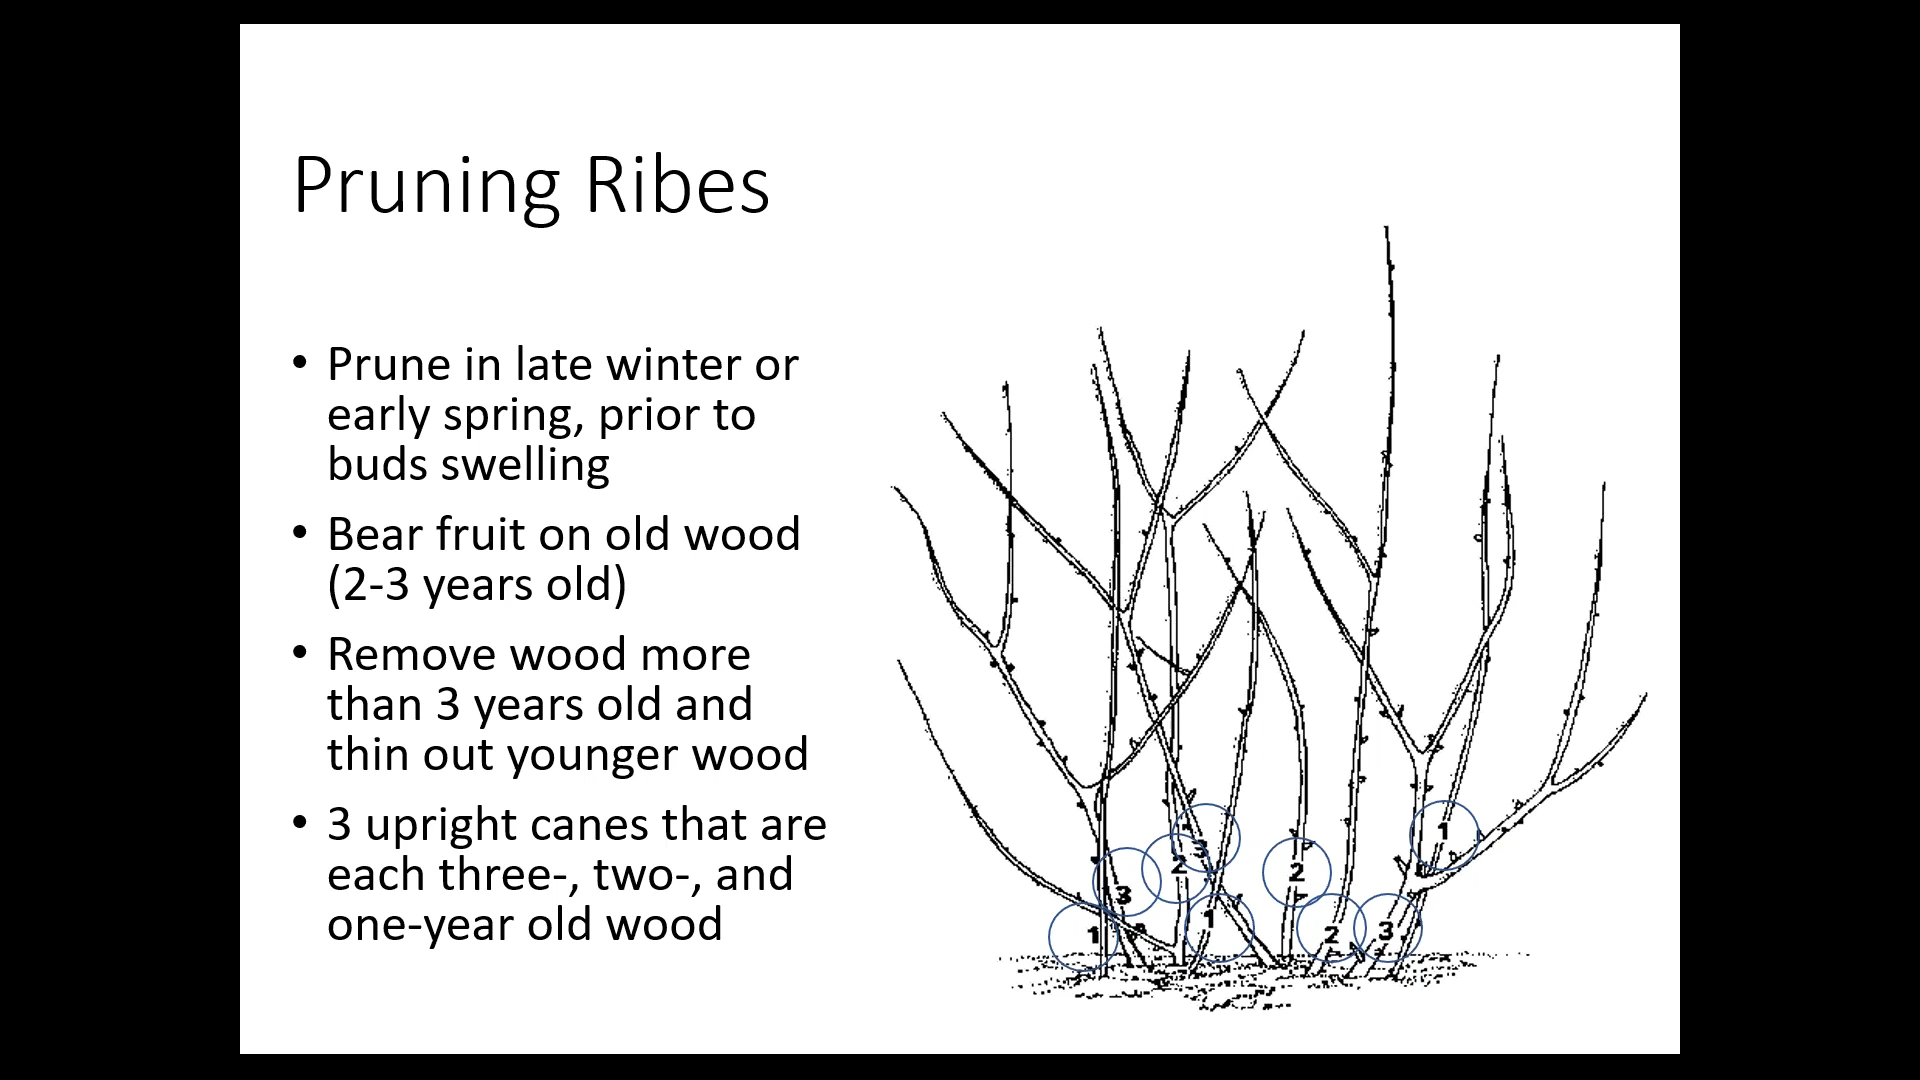 Pruning Ribes
• Prune in late winter or
early spring, prior to
buds swelling
• Bear fruit on old wood
(2-3 years old)
• Remove wood more
than 3 years old and
thin out younger wood
• 3 upright canes that are
each three-, two-, and
one-year old wood
3
1
2
2
3
1
1
2
3